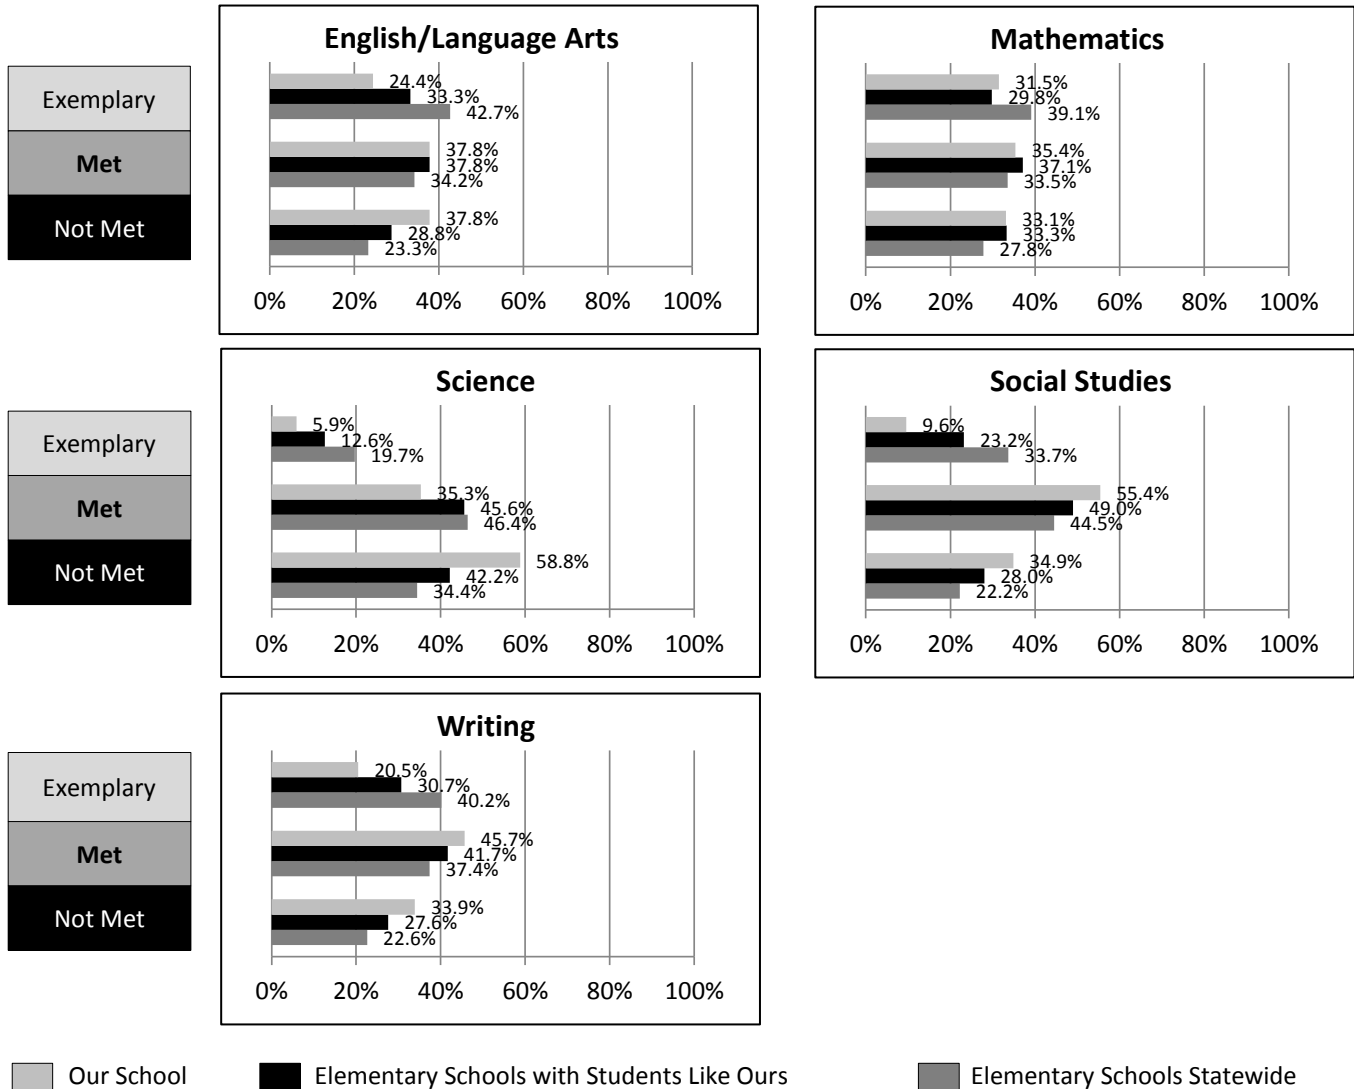 English/Language Arts
Exemplary
Met
Not Met
24.4%
33.3%
42.7%
37.8%
37.8%
34.2%
37.8%
28.8%
23.3%
0% 20% 40% 60% 80% 100%
Mathematics
31.5%
29.8%
39.1%
35.4%
37.1%
33.5%
33.1%
33.3%
27.8%
0% 20% 40% 60% 80% 100%
Science
Exemplary
Met
Not Met
5.9%
12.6%
19.7%
35.3%
45.6%
46.4%
58.8%
42.2%
34.4%
0% 20% 40% 60% 80% 100%
Social Studies
9.6%
23.2%
33.7%
55.4%
49.0%
44.5%
34.9%
28.0%
22.2%
0% 20% 40% 60% 80% 100%
Writing
Exemplary
Met
Not Met
20.5%
30.7%
40.2%
45.7%
41.7%
37.4%
33.9%
27.6%
22.6%
0% 20% 40% 60% 80% 100%
Our School Elementary Schools with Students Like Ours Elementary Schools Statewide